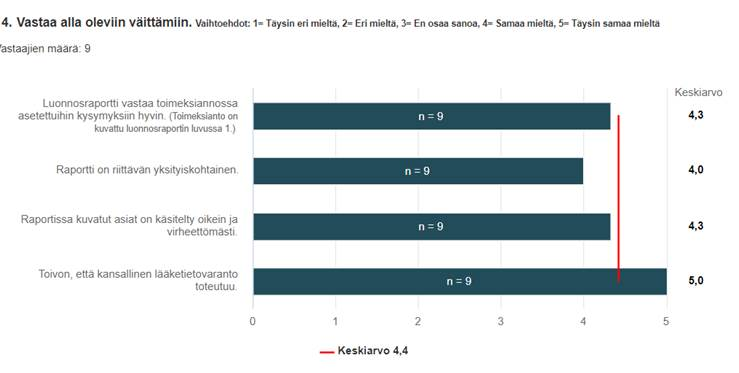 4. Vastaa alla oleviin väittämiin. Vaihtoehdot: 1= Täysin eri mieltä, 2= Eri mieltä, 3= En osaa sanoa, 4= Samaa mieltä, 5= Täysin samaa mieltä
Vastaajien määrä: 9
Keskiarvo
Luonnosraportti vastaa toimeksiannossa
asetettuihin kysymyksiin hyvin. (Toimeksianto on
kuvattu luonnosraportin luvussa 1.)
n = 9
4,3
Raportti on riittävän yksityiskohtainen.
n = 9
4,0
Raportissa kuvatut asiat on käsitelty oikein ja
virheettömästi.
n = 9
4,3
Toivon, että kansallinen lääketietovaranto
toteutuu.
n = 9
5,0
0 1 2 3 4 5
Keskiarvo 4,4